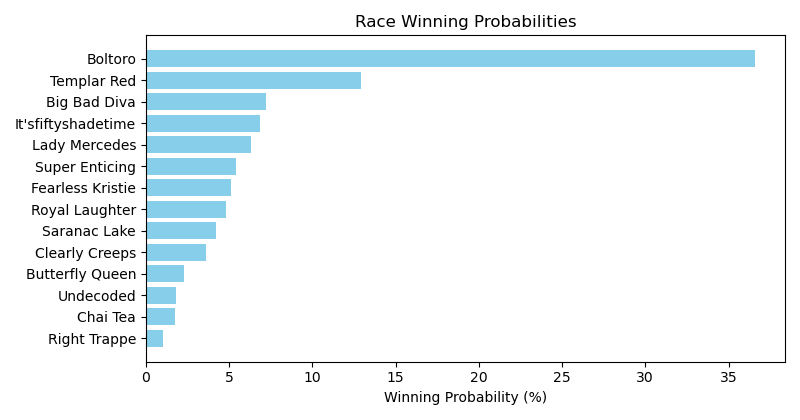 Race Winning Probabilities
Boltoro
Templar Red
Big Bad Diva
It'sfiftyshadetime
Lady Mercedes
Super Enticing
Fearless Kristie
Royal Laughter
Saranac Lake
Clearly Creeps
Butterfly Queen
Undecoded
Chai Tea
Right Trappe
0 5 10 15 20 25 30 35
Winning Probability (%)